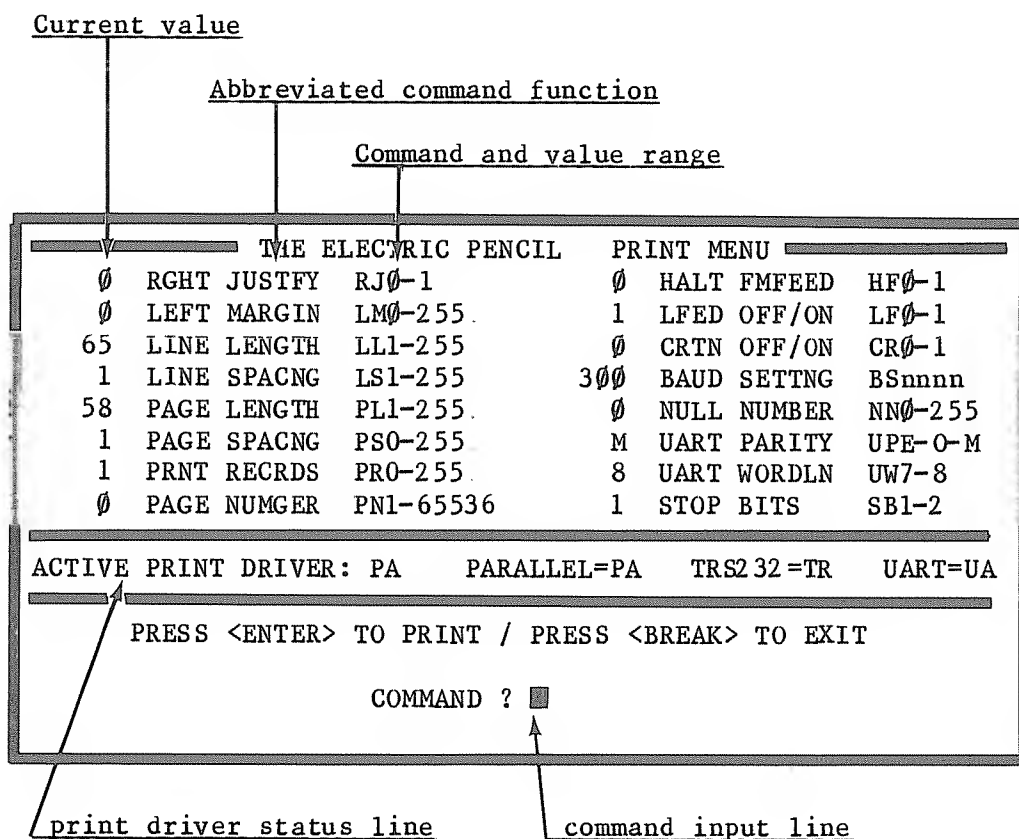 Current value
Abbreviated command function
Command and value range
THE ELECTRIC PENCIL PRINT MENU
Ø RGHT JUSTFY RJØ-1 Ø HALT FMFEED HFØ-1
Ø LEFT MARGIN LMØ-255. 1 LFED OFF/ON LFØ-1
65 LINE LENGTH LL1-255 Ø CRTN OFF/ON CRØ-1
1 LINE SPACNG LS1-255 3ØØ BAUD SETTNG BSnnnn
58 PAGE LENGTH PL1-255. Ø NULL NUMBER NNØ-255
1 PAGE SPACNG PS0-255 M UART PARITY UPE-O-M
1 PRNT RECRDS PR0-255. 8 UART WORDLN UW7-8
Ø PAGE NUMGER PN1-65536 1 STOP BITS SB1-2
ACTIVE PRINT DRIVER: PA PARALLEL=PA TRS232=TR UART=UA
PRESS <ENTER> TO PRINT / PRESS <BREAK> TO EXIT
COMMAND ?
print driver status line command input line